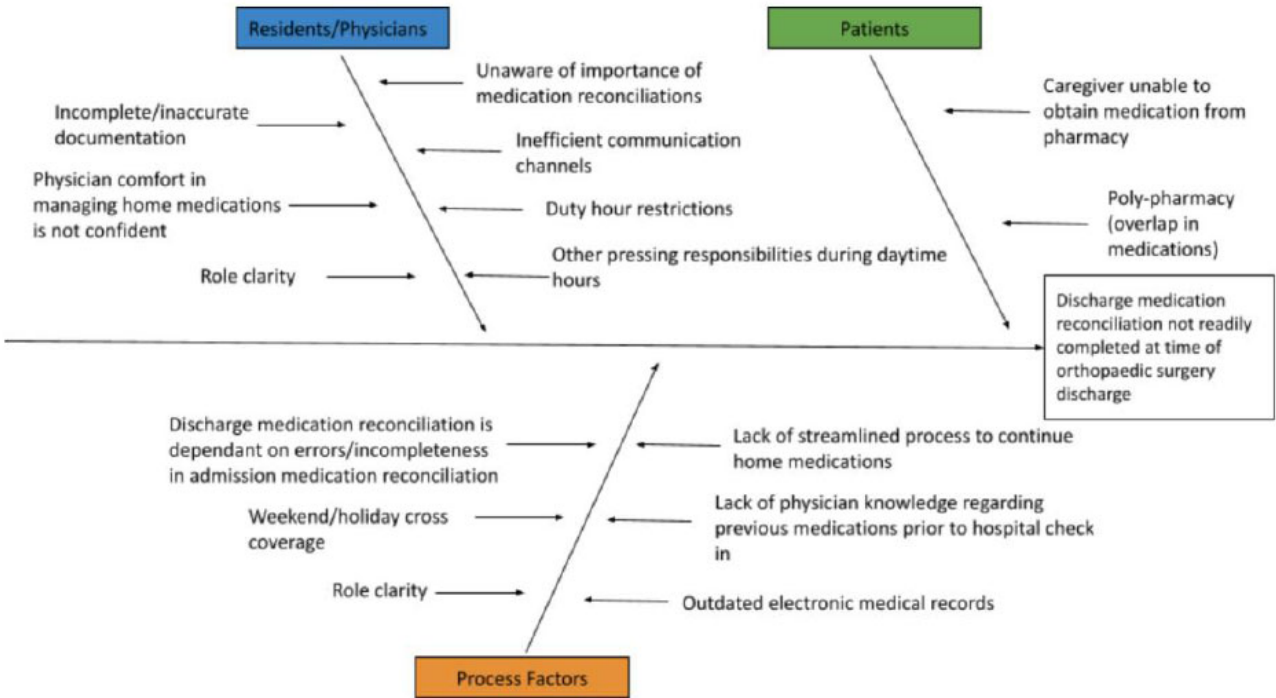 Residents/Physicians
Patients
Unaware of importance of
medication reconciliations
Incomplete/inaccurate
documentation
Inefficient communication
channels
Physician comfort in
managing home medications
is not confident
Duty hour restrictions
Role clarity
Other pressing responsibilities during daytime
hours
Caregiver unable to
obtain medication from
pharmacy
Poly-pharmacy
(overlap in
medications)
Discharge medication
reconciliation not readily
completed at time of
orthopaedic surgery
discharge
Discharge medication reconciliation is
dependant on errors/incompleteness
in admission medication reconciliation
Lack of streamlined process to continue
home medications
Weekend/holiday cross
coverage
Lack of physician knowledge regarding
previous medications prior to hospital check
in
Role clarity
Outdated electronic medical records
Process Factors